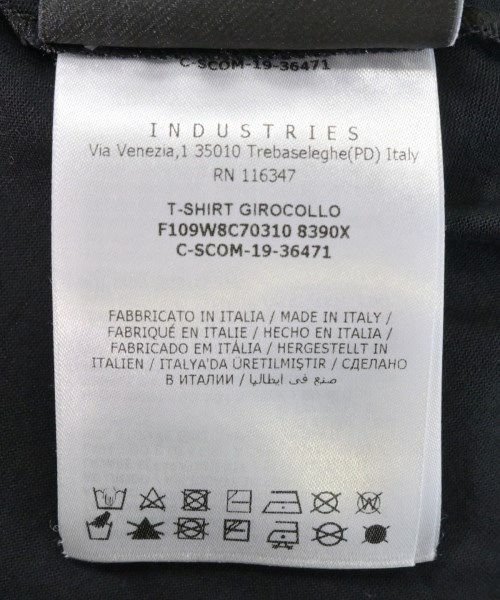 C-SCOM-19-36471
INDUSTRIES
Via Venezia,1 35010 Trebaseleghe(PD) Italy
RN 116347
T-SHIRT GIROCOLLO
F109W8C70310 8390X
C-SCOM-19-36471
FABBRICATO IN ITALIA / MADE IN ITALY /
FABRIQUÉ EN ITALIE / HECHO EN ITALIA /
FABRICADO EM ITÁLIA / HERGESTELLT IN
ITALIEN / ITALYA'DA ÜRETILMIŞTIR / СДЕЛАНО
В ИТАЛИИ / صنع في ايطاليا